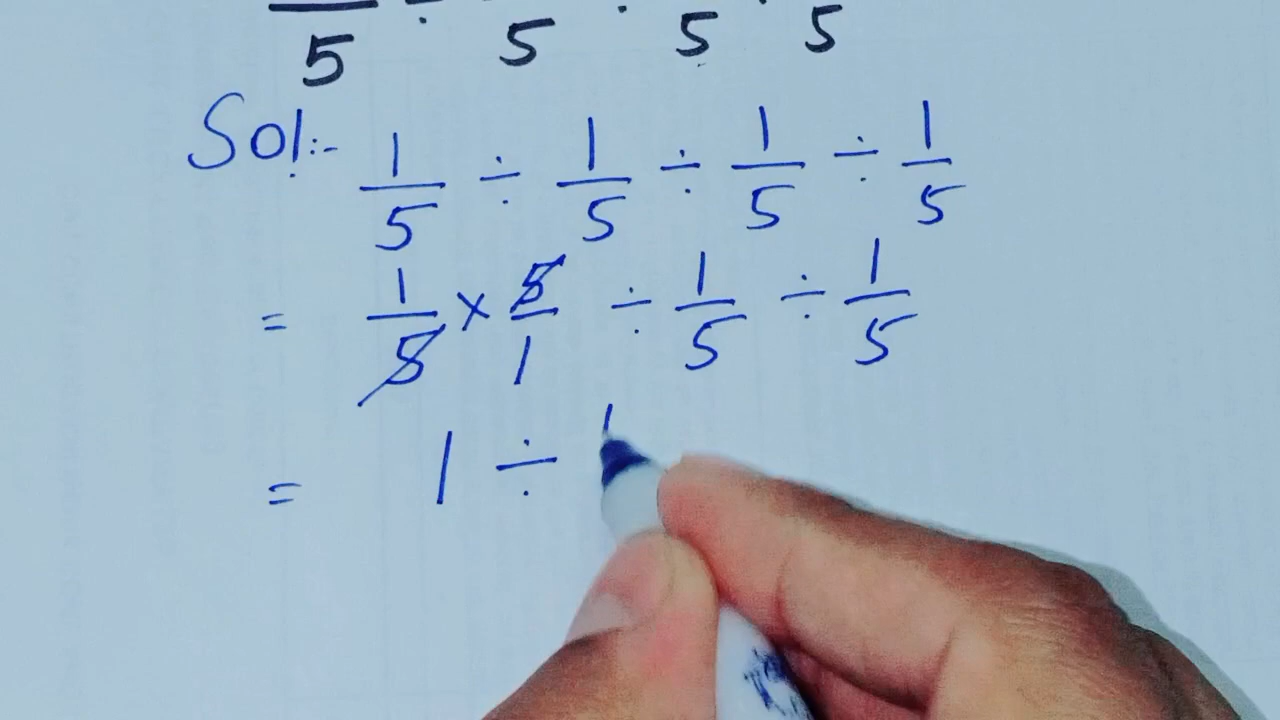 5 ÷ 5 ÷ 5 ÷ 5
Sol:- 1/5 ÷ 1/5 ÷ 1/5 ÷ 1/5
= 1/5 × 5/1 ÷ 1/5 ÷ 1/5
= 1 ÷ 1